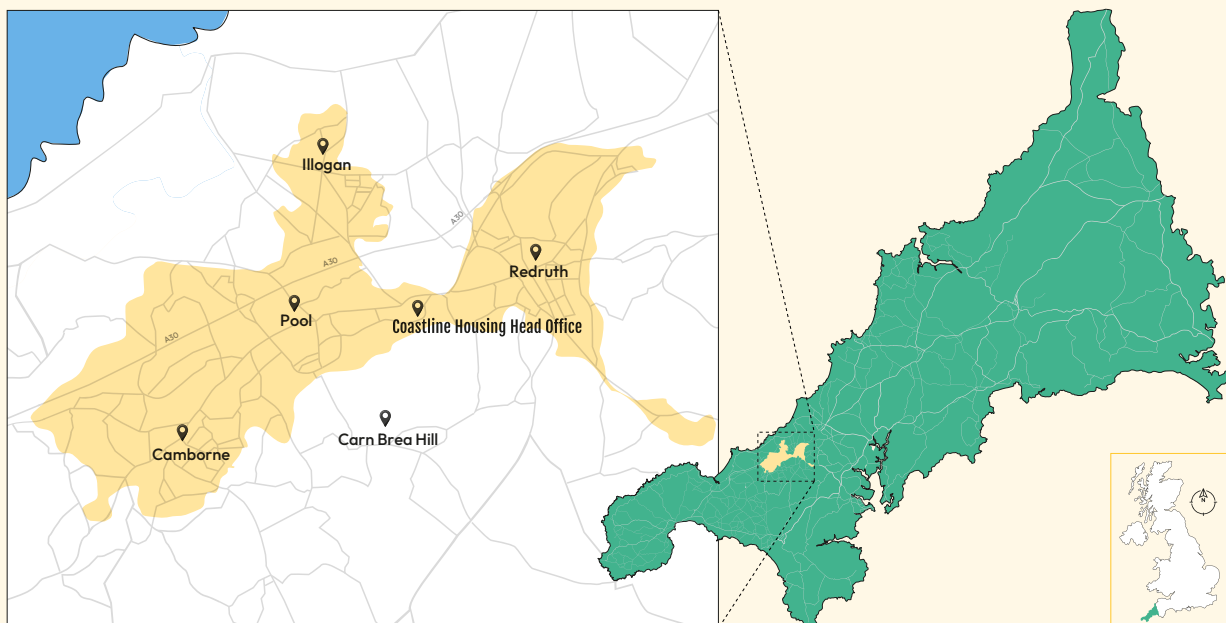 Illogan
A30
Redruth
A30
Pool
Coastline Housing Head Office
A30
Carn Brea Hill
Camborne
N